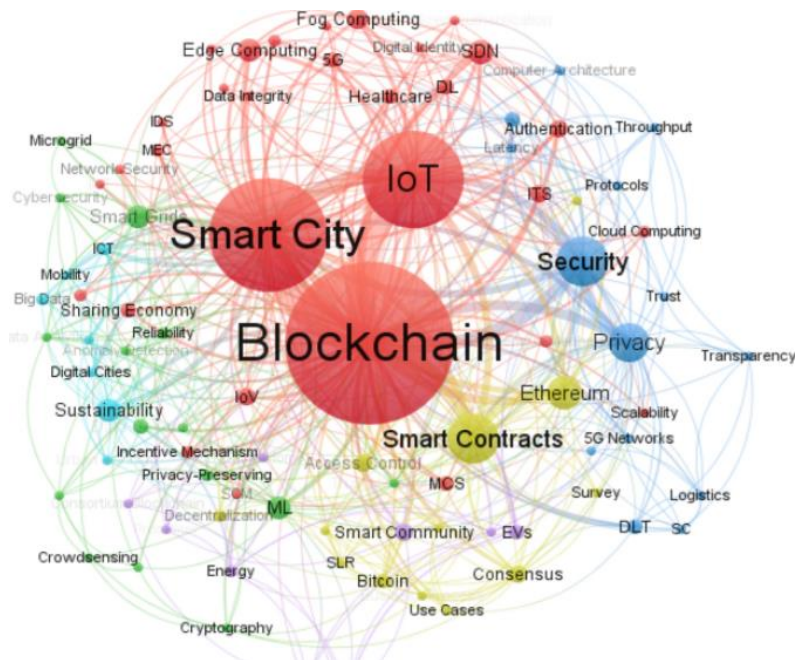 Fog Computing
Edge Computing
Digital Identity
5G
SDN
Computer Architecture
DL
Data Integrity
Healthcare
IDS
Authentication
Throughput
Microgrid
MEC
Latency
Network Security
IoT
Cybersecurity
ITS
Protocols
Smart Grids
Smart City
Cloud Computing
ICT
Security
Mobility
Big Data
Trust
Sharing Economy
Reliability
Blockchain
Privacy
Anomaly Detection
Transparency
Digital Cities
Ethereum
IoV
Sustainability
Scalability
Smart Contracts
5G Networks
Incentive Mechanism
Access Control
Privacy-Preserving
MCS
Survey
Logistics
ML
Decentralization
Smart Community
EVs
DLT
SC
Crowdsensing
SLR
Energy
Bitcoin
Consensus
Use Cases
Cryptography